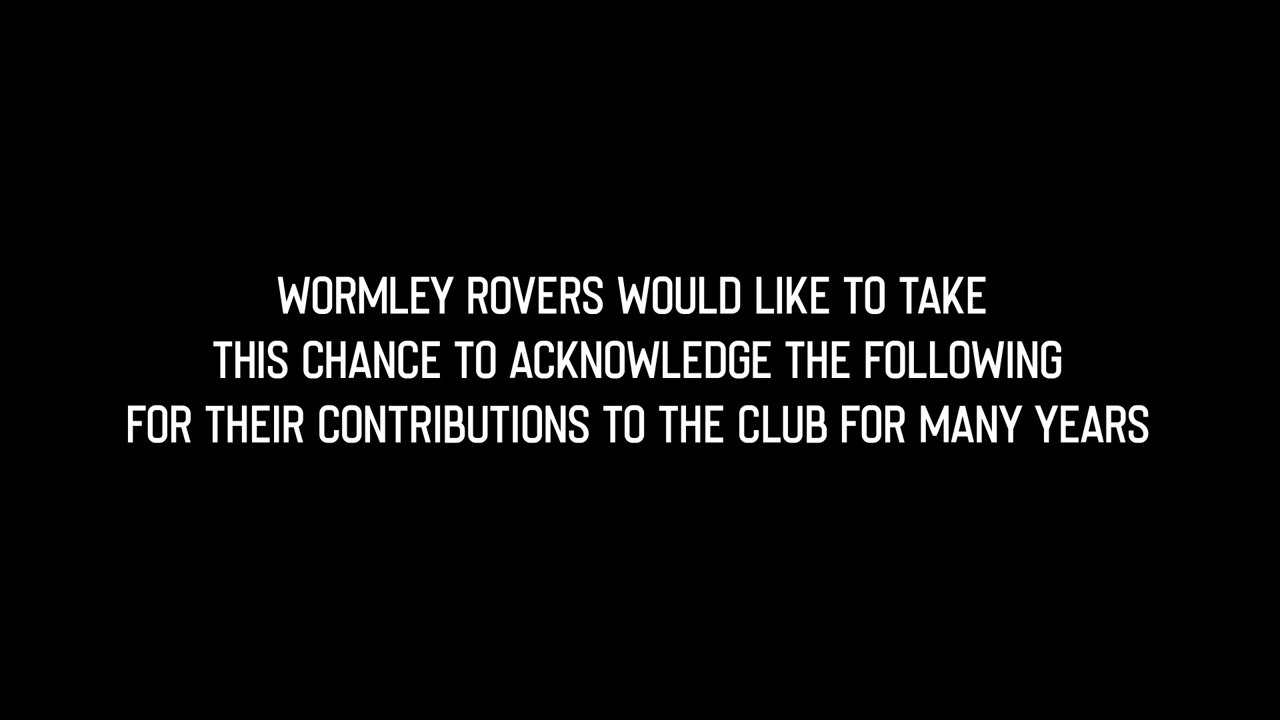 WORMLEY ROVERS WOULD LIKE TO TAKE
THIS CHANCE TO ACKNOWLEDGE THE FOLLOWING
FOR THEIR CONTRIBUTIONS TO THE CLUB FOR MANY YEARS